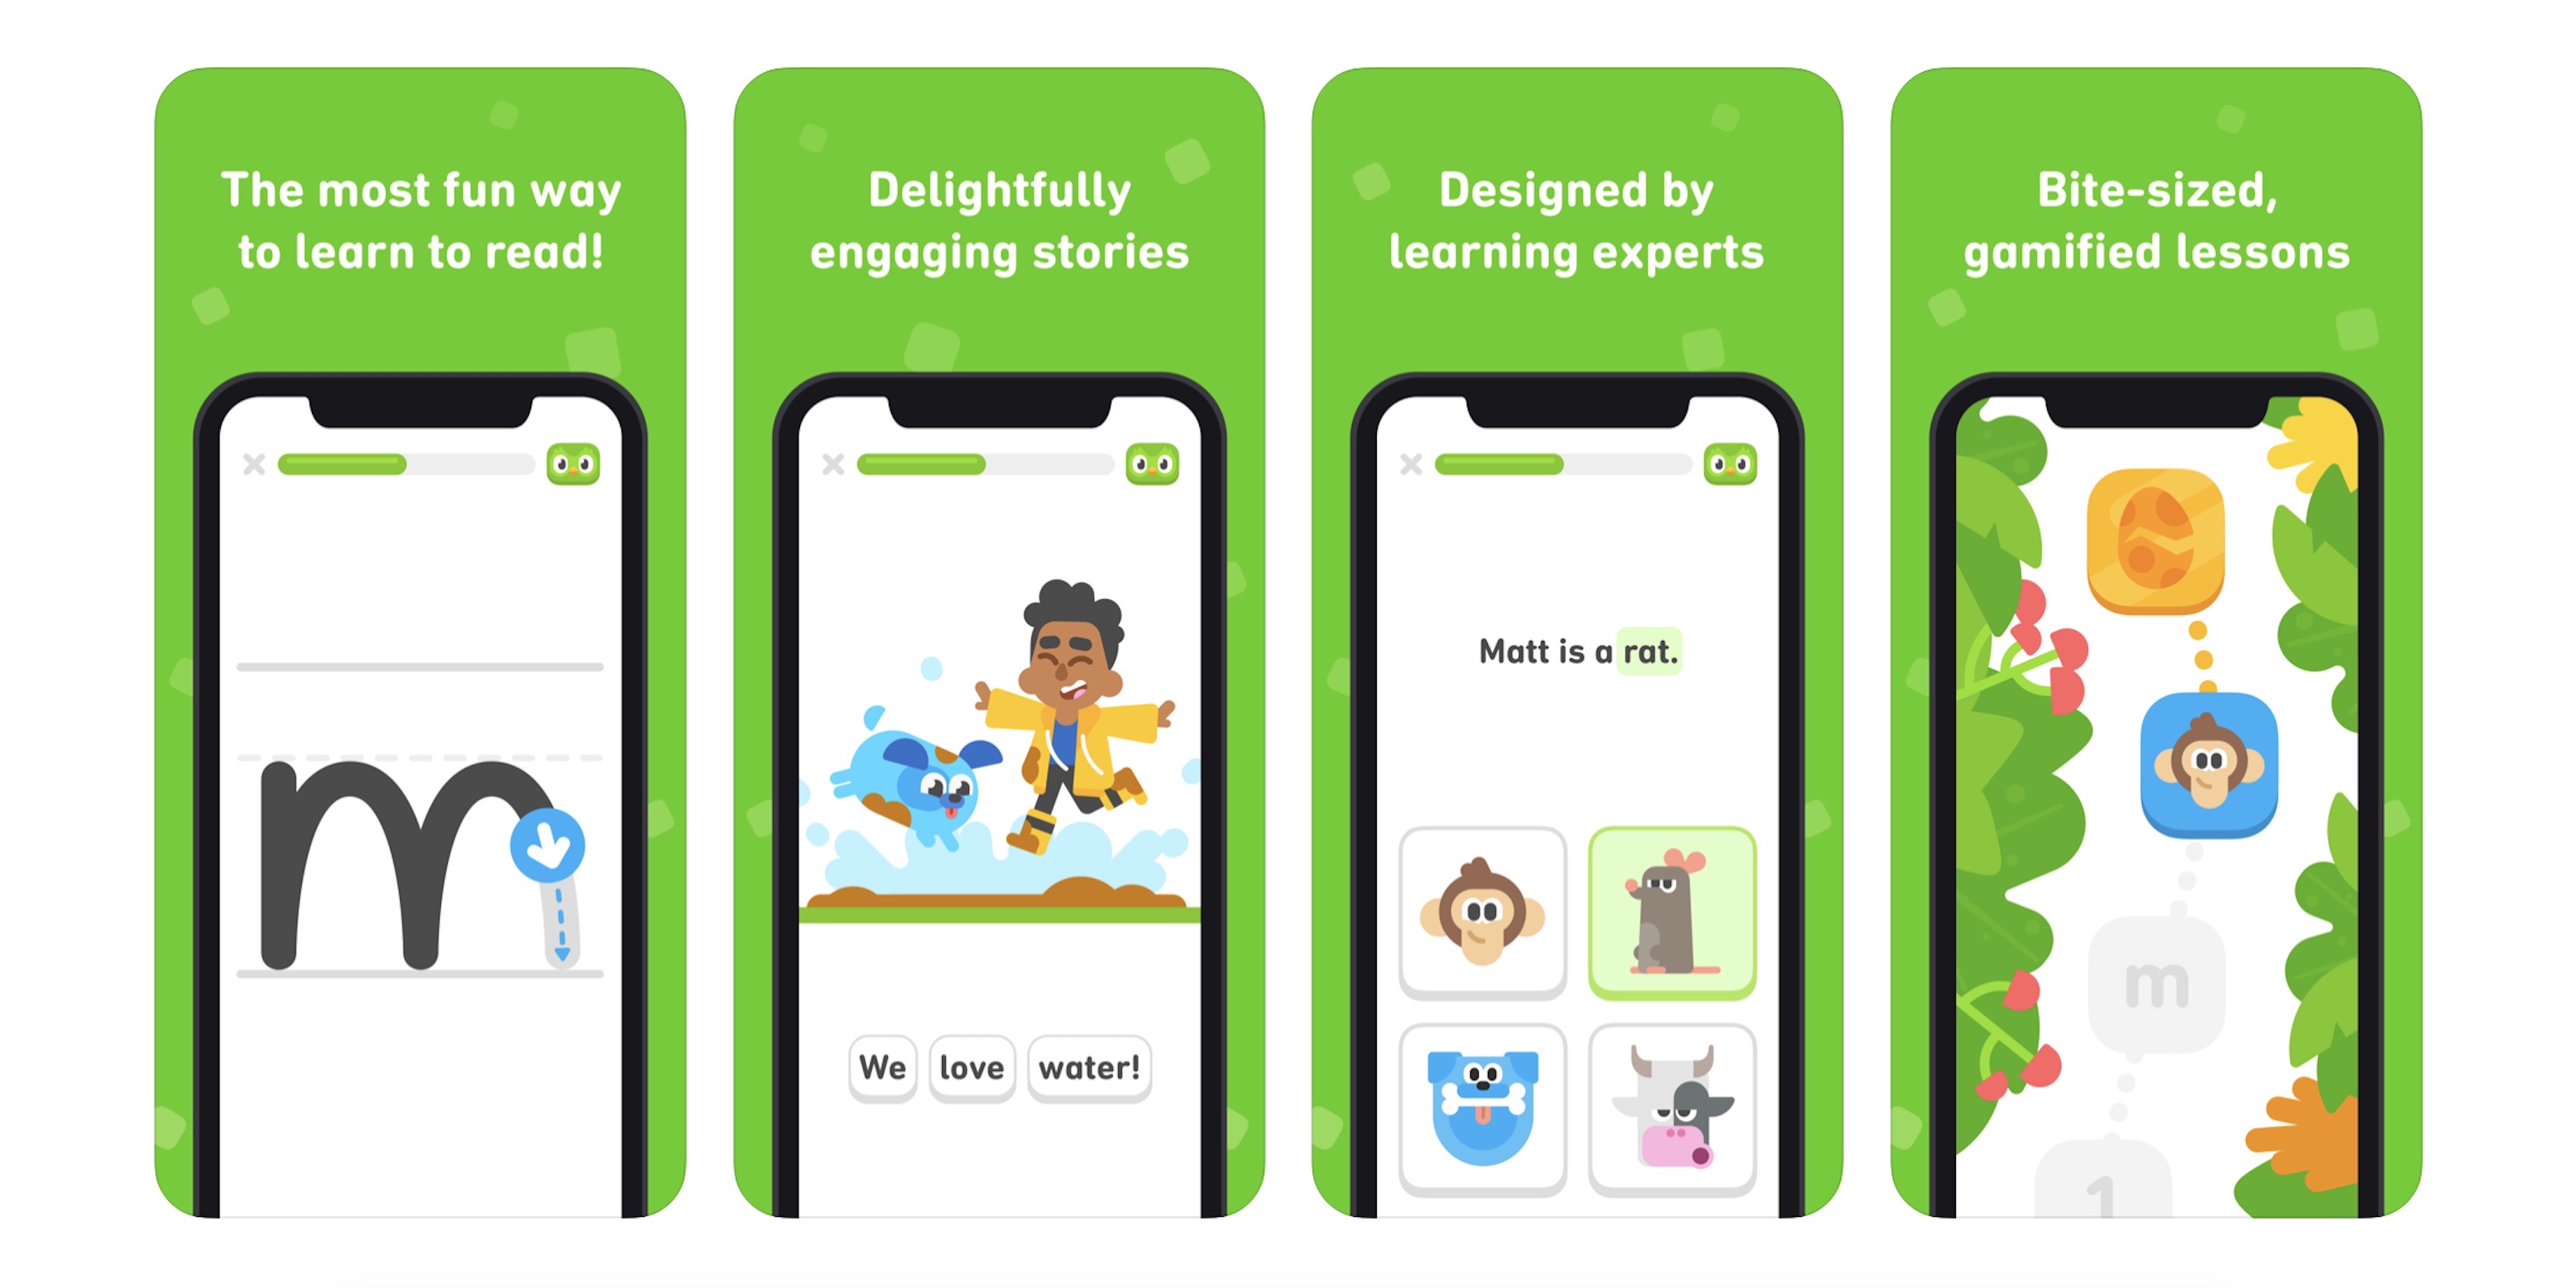 The most fun way
to learn to read!
m
Delightfully
engaging stories
We love water!
Designed by
learning experts
Matt is a rat.
Bite-sized,
gamified lessons
m
1